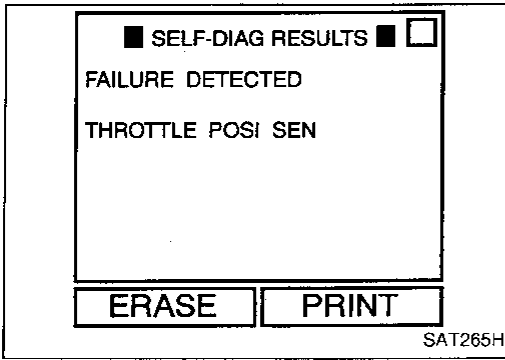 ■ SELF-DIAG RESULTS ■ □
FAILURE DETECTED
THROTTLE POSI SEN
ERASE PRINT
SAT265H